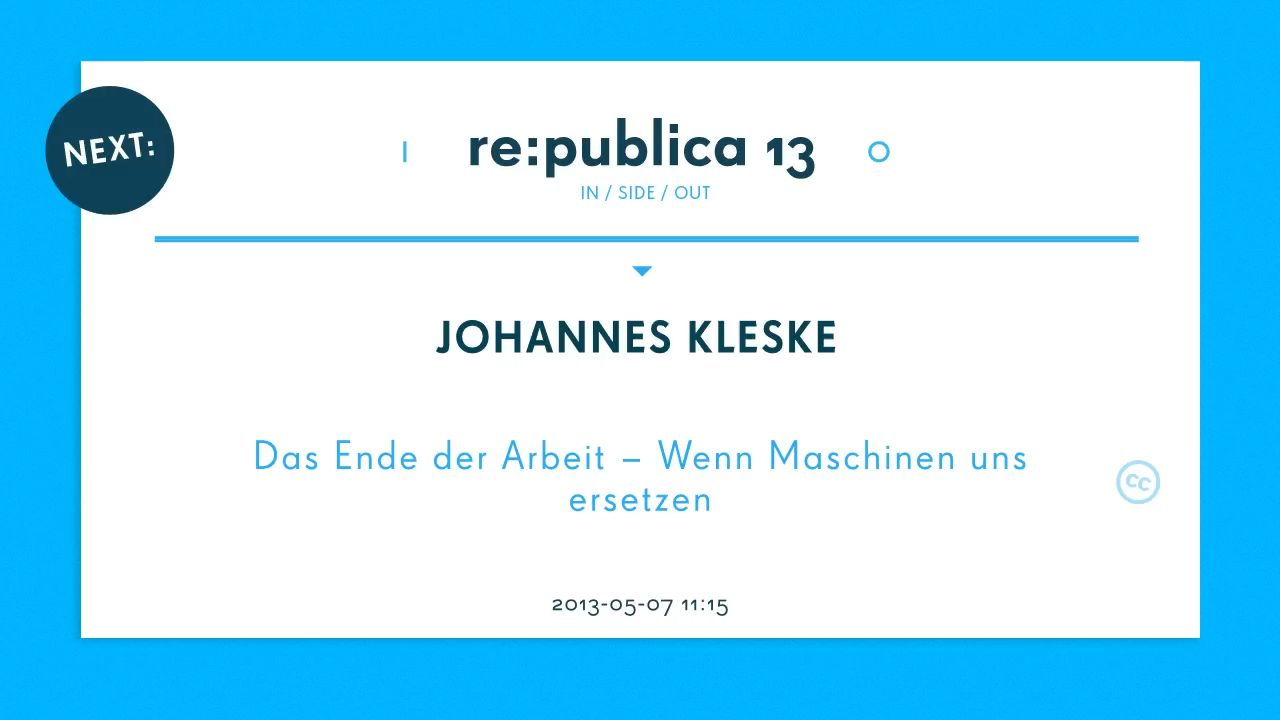 NEXT:
I re:publica 13 O
IN / SIDE / OUT
JOHANNES KLESKE
Das Ende der Arbeit – Wenn Maschinen uns
ersetzen
cc
2013-05-07 11:15